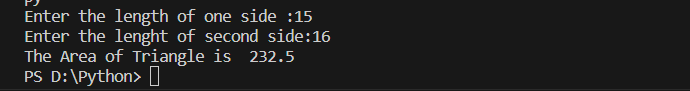 py
Enter the length of one side :15
Enter the lenght of second side:16
The Area of Triangle is  232.5
PS D:\Python>